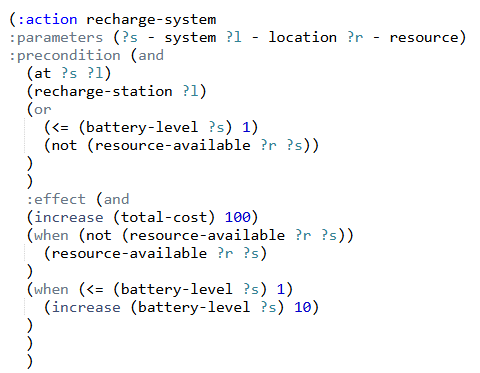 (:action recharge-system
:parameters (?s - system ?l - location ?r - resource)
:precondition (and
(at ?s ?l)
(recharge-station ?l)
(or
(<= (battery-level ?s) 1)
(not (resource-available ?r ?s))
)
)
:effect (and
(increase (total-cost) 100)
(when (not (resource-available ?r ?s))
(resource-available ?r ?s)
)
(when (<= (battery-level ?s) 1)
(increase (battery-level ?s) 10)
)
)
)